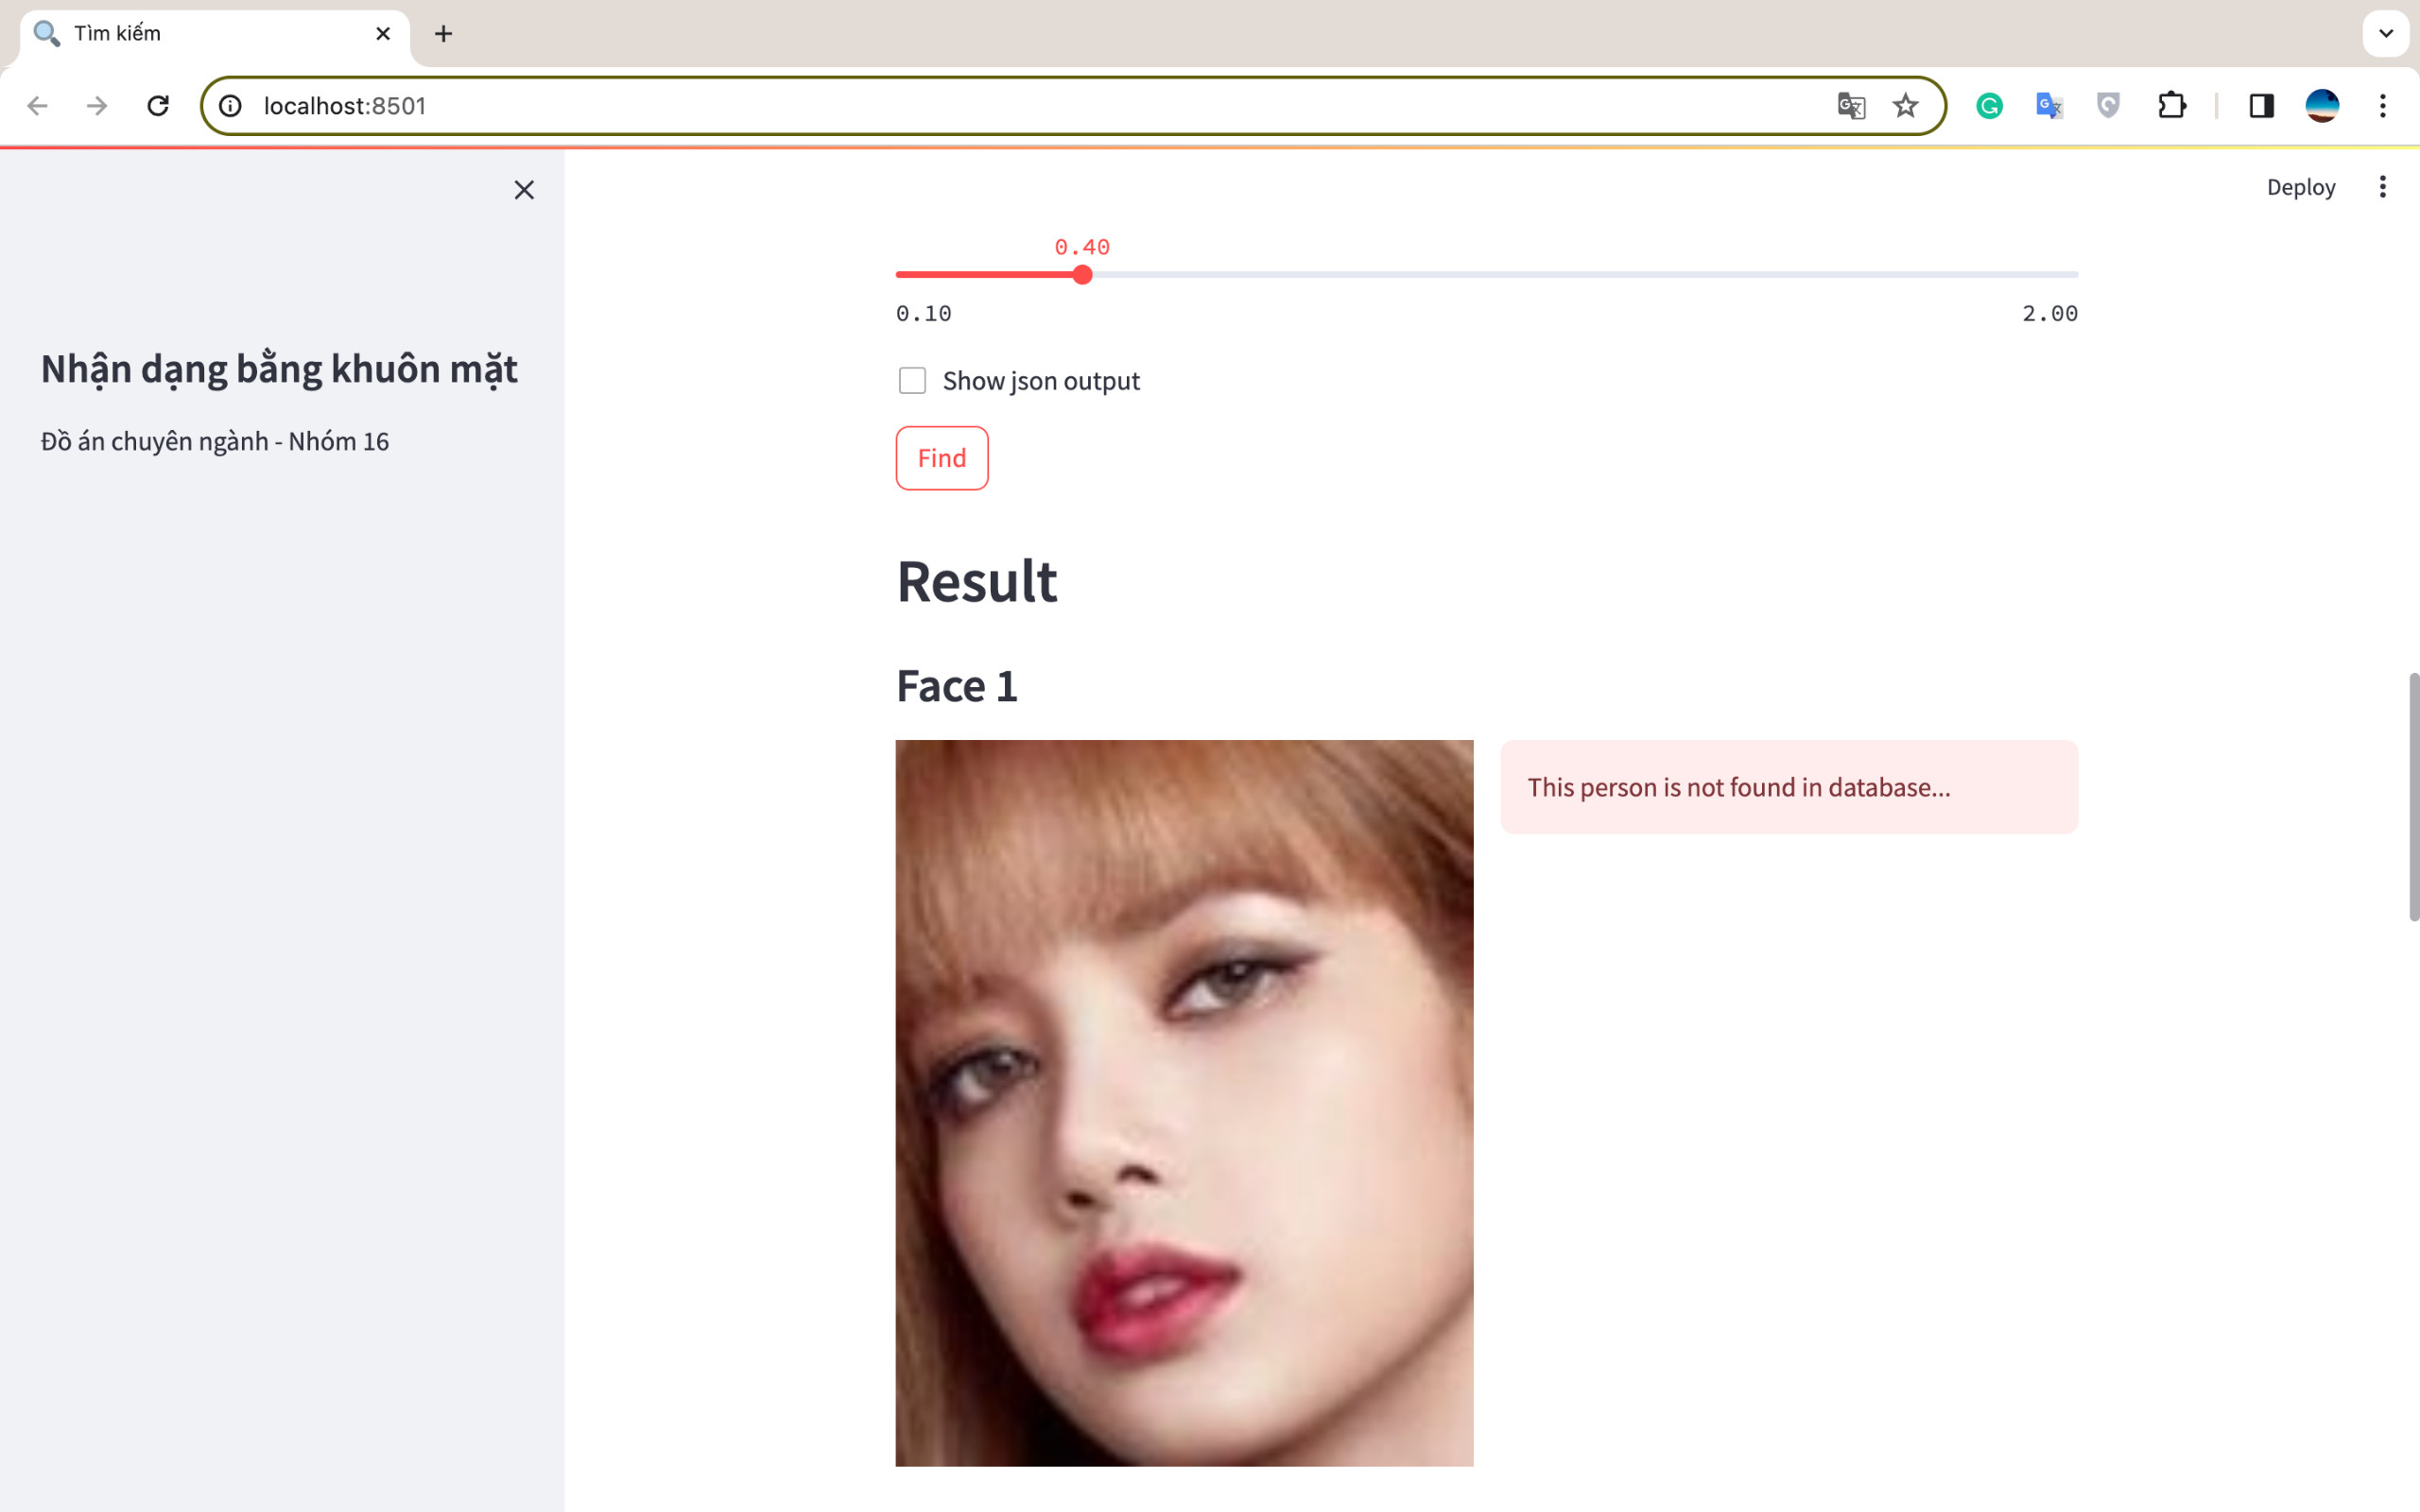 Tìm kiếm
localhost:8501
Deploy
Nhận dạng bằng khuôn mặt
Đồ án chuyên ngành - Nhóm 16
0.40
0.10
2.00
Show json output
Find
Result
Face 1
This person is not found in database...